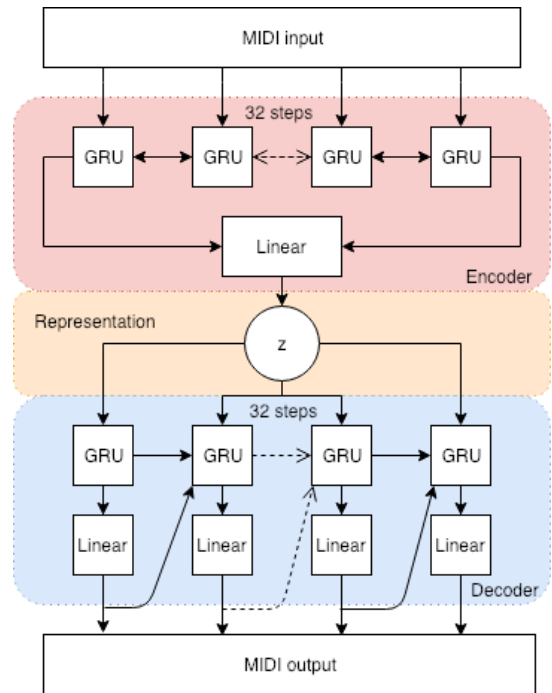 MIDI input
32 steps
GRU
GRU
GRU
GRU
Linear
Encoder
Representation
z
32 steps
GRU
GRU
GRU
GRU
Linear
Linear
Linear
Linear
Decoder
MIDI output